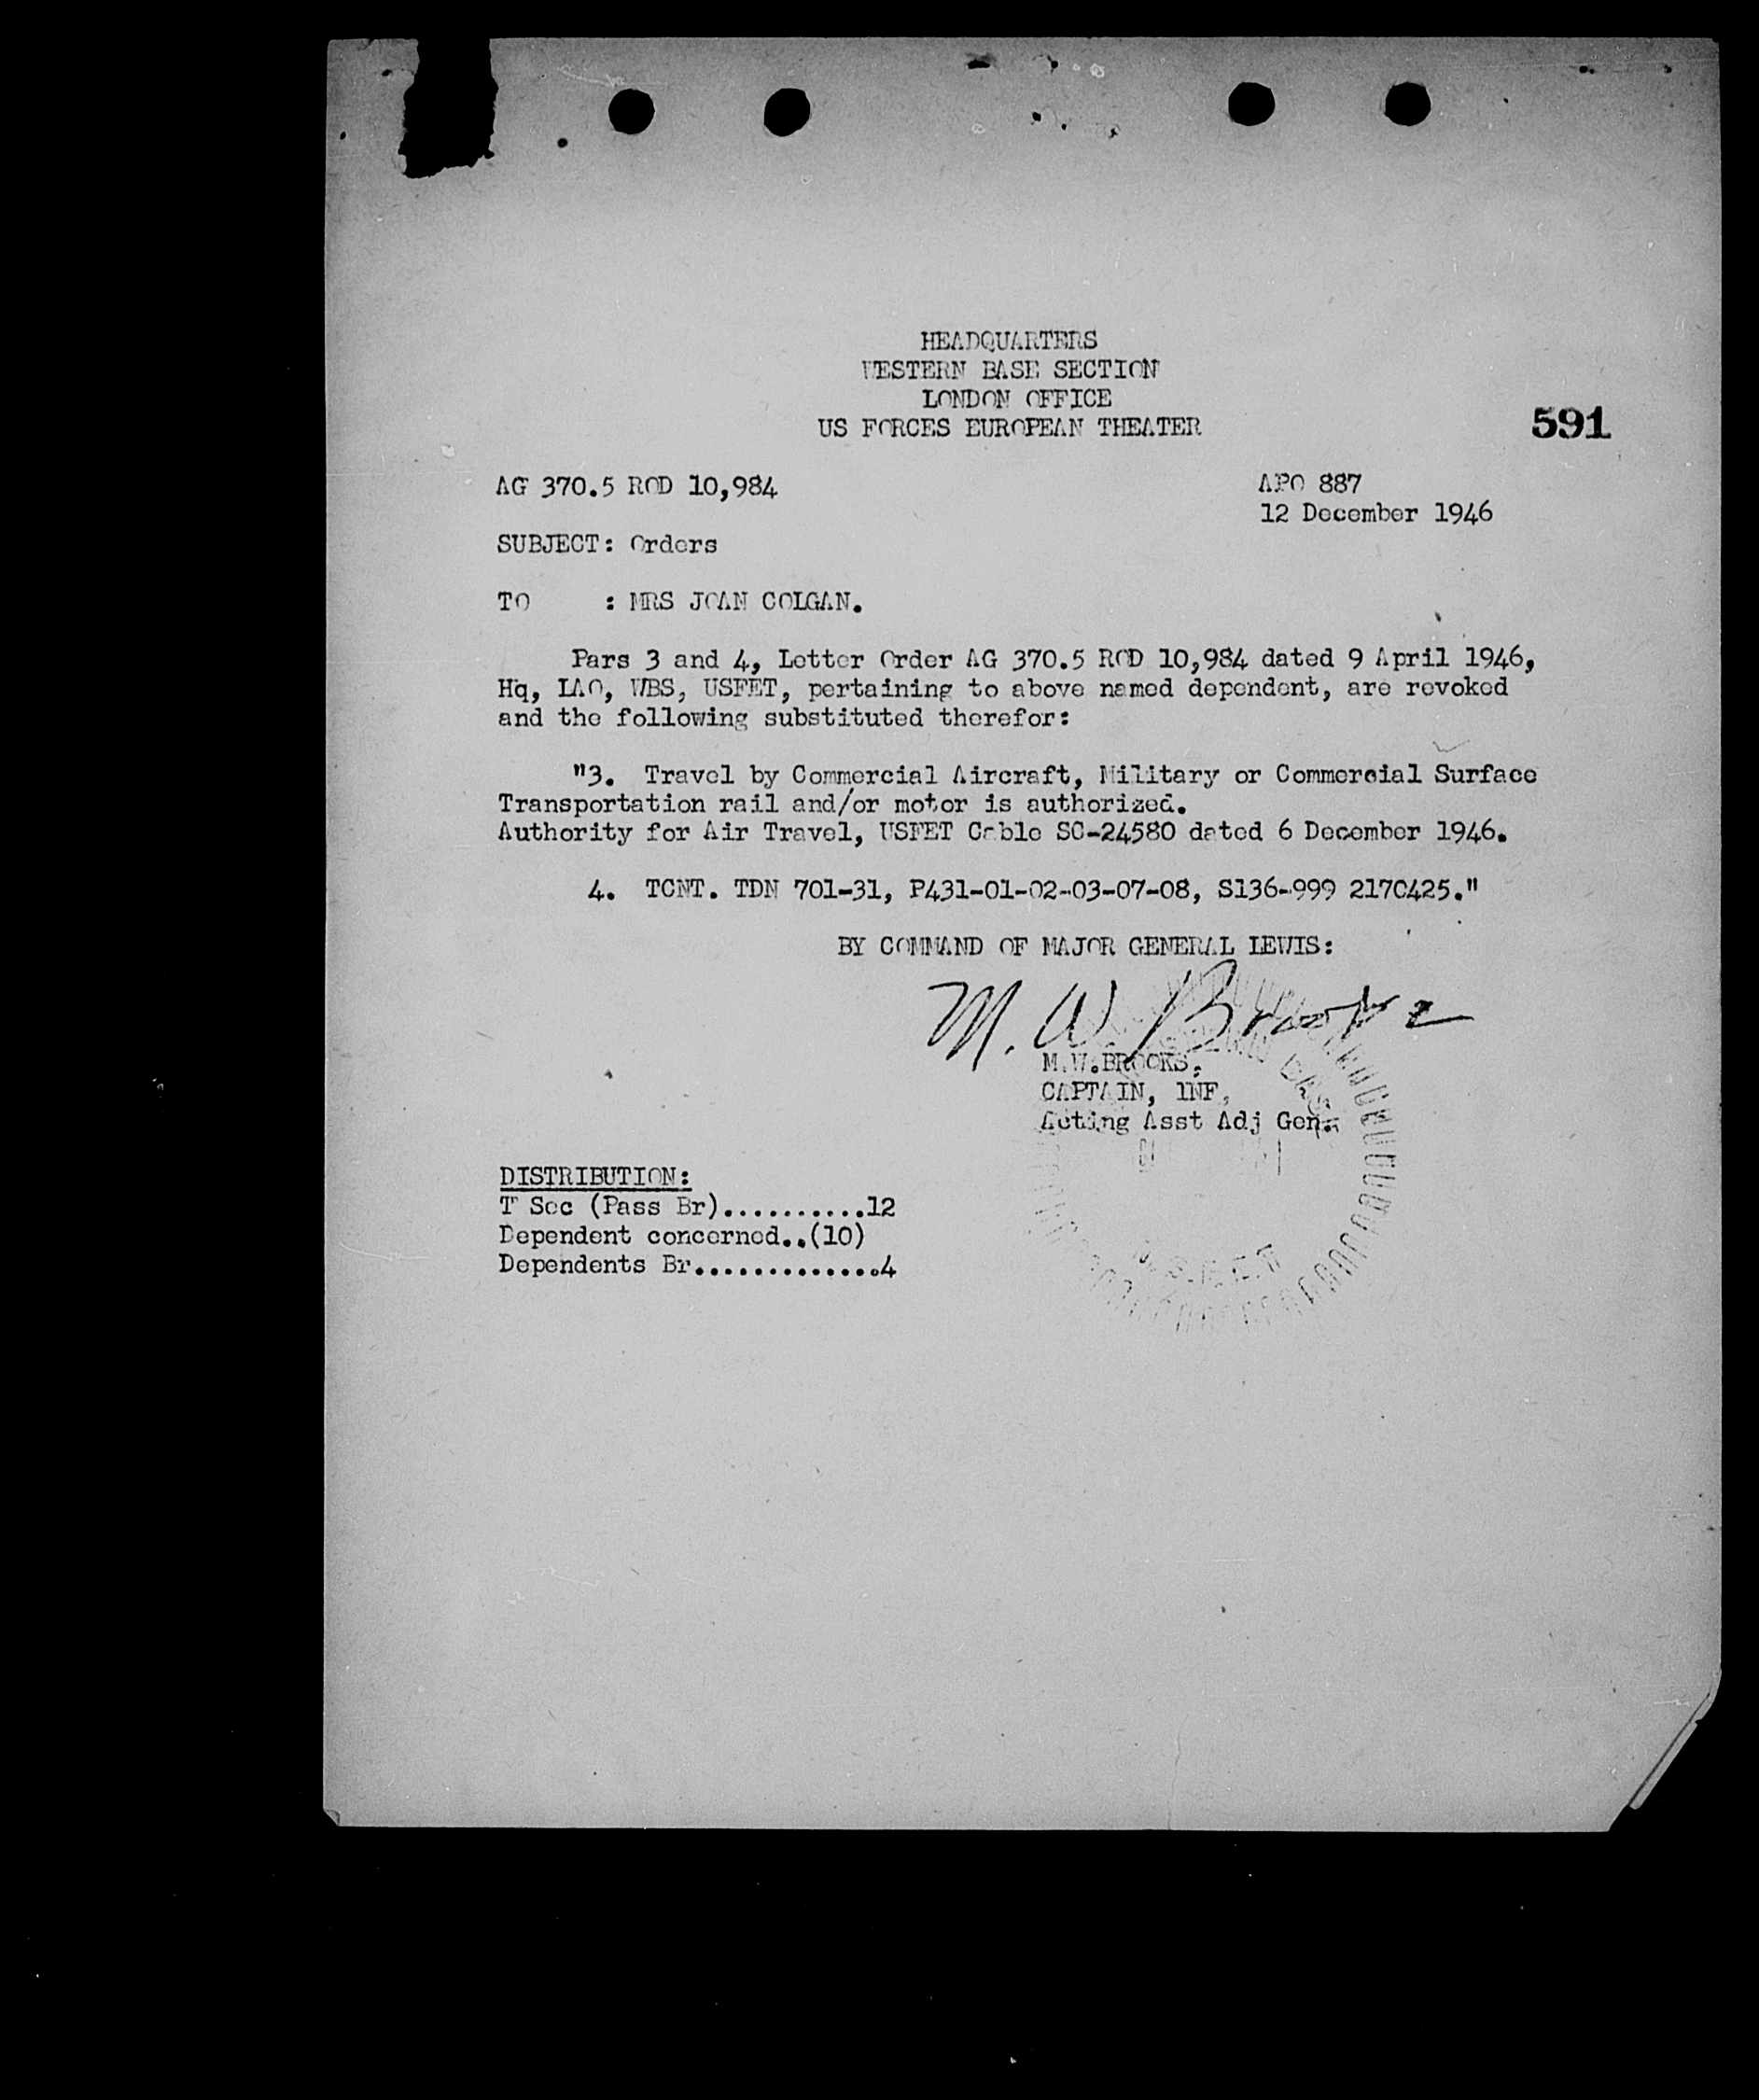 HEADQUARTERS
WESTERN BASE SECTION
LONDON OFFICE
US FORCES EUROPEAN THEATER
591
AG 370.5 ROD 10,984
APO 887
12 December 1946
SUBJECT: Orders
TO : MRS JOAN COLGAN.
Pars 3 and 4, Letter Order AG 370.5 ROD 10,984 dated 9 April 1946,
Hq, LAO, WBS, USFET, pertaining to above named dependent, are revoked
and the following substituted therefor:
"3. Travel by Commercial Aircraft, Military or Commercial Surface
Transportation rail and/or motor is authorized.
Authority for Air Travel, USFET Cable SC-24580 dated 6 December 1946.
4. TCNT. TDN 701-31, P431-01-02-03-07-08, S136-999 2170425."
BY COMMAND OF MAJOR GENERAL LEWIS:
M. W. Brooks
M.W.BROOKS,
CAPTAIN, INF,
Acting Asst Adj Gen.
DISTRIBUTION:
T Sec (Pass Br)..........12
Dependent concerned..(10)
Dependents Br.............4